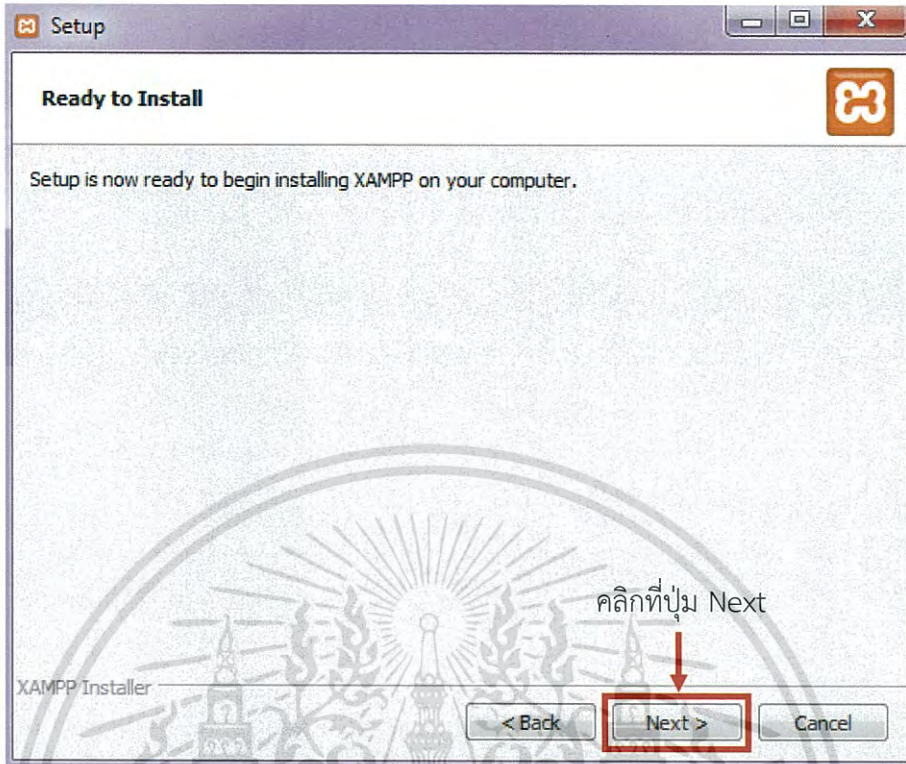 Setup
Ready to Install
Setup is now ready to begin installing XAMPP on your computer.
คลิกที่ปุ่ม Next
XAMPP Installer
< Back Next > Cancel